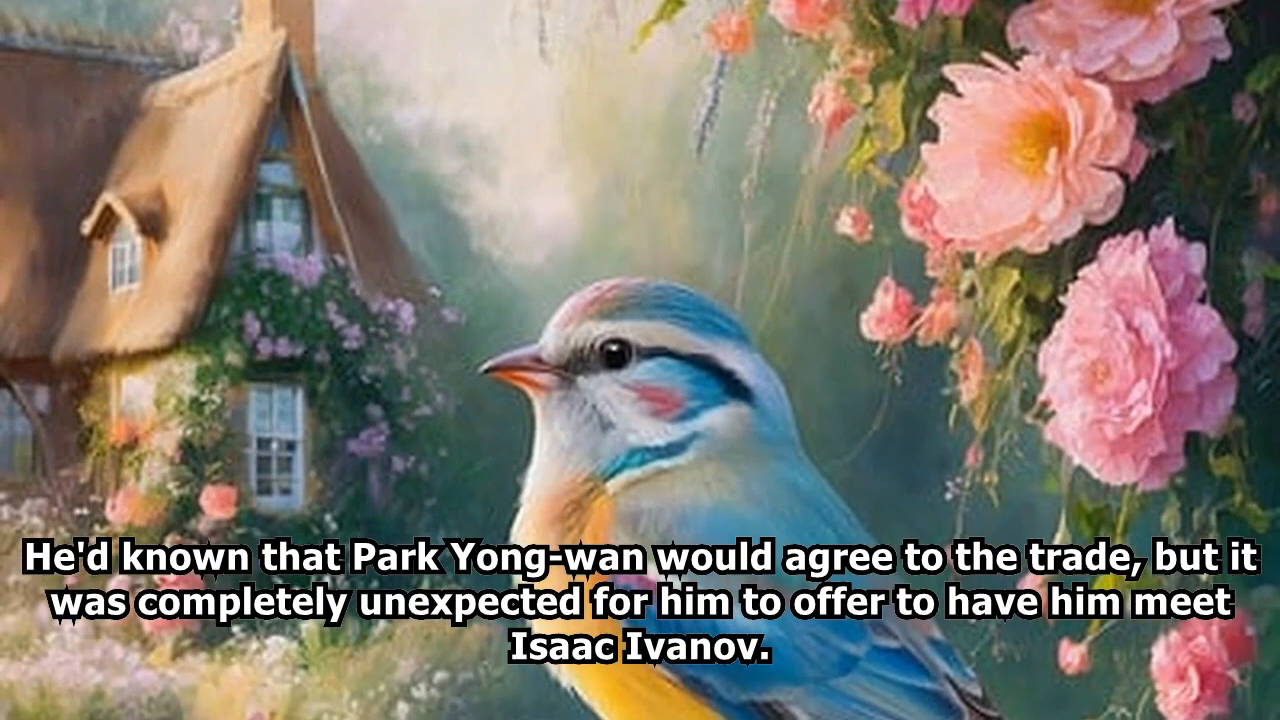 He'd known that Park Yong-wan would agree to the trade, but it
was completely unexpected for him to offer to have him meet
Isaac Ivanov.